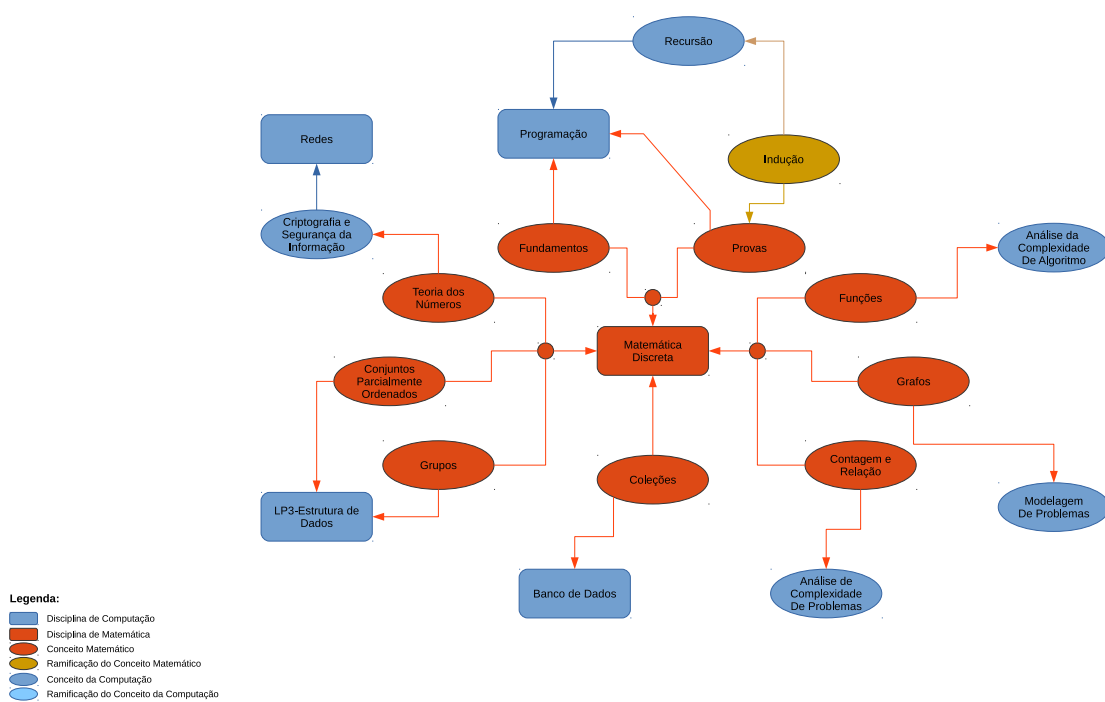 Recursão
Redes
Programação
Indução
Criptografia e
Segurança da
Informação
Fundamentos
Provas
Análise da
Complexidade
De Algoritmo
Teoria dos
Números
Funções
Matemática
Discreta
Conjuntos
Parcialmente
Ordenados
Grafos
Grupos
Coleções
Contagem e
Relação
LP3-Estrutura de
Dados
Modelagem
De Problemas
Banco de Dados
Análise de
Complexidade
De Problemas
Legenda:
Disciplina de Computação
Disciplina de Matemática
Conceito Matemático
Ramificação do Conceito Matemático
Conceito da Computação
Ramificação do Conceito da Computação